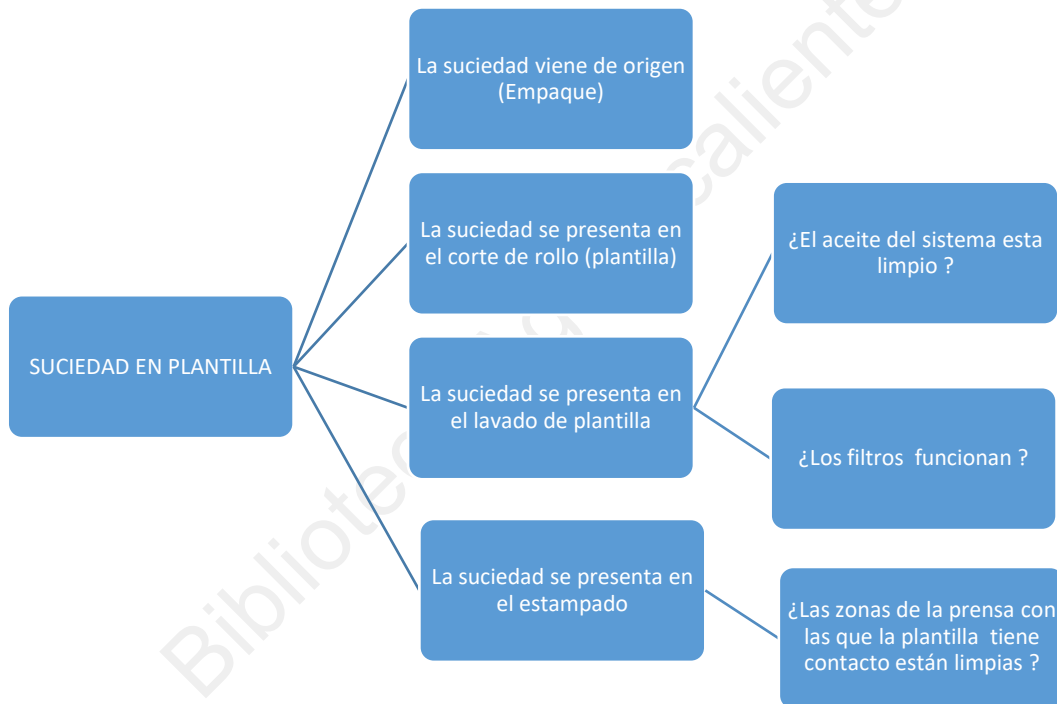 La suciedad viene de origen
(Empaque)
La suciedad se presenta en
el corte de rollo (plantilla)
¿El aceite del sistema esta
limpio ?
SUCIEDAD EN PLANTILLA
La suciedad se presenta en
el lavado de plantilla
¿Los filtros  funcionan ?
La suciedad se presenta en
el estampado
¿Las zonas de la prensa con
las que la plantilla  tiene
contacto están limpias ?